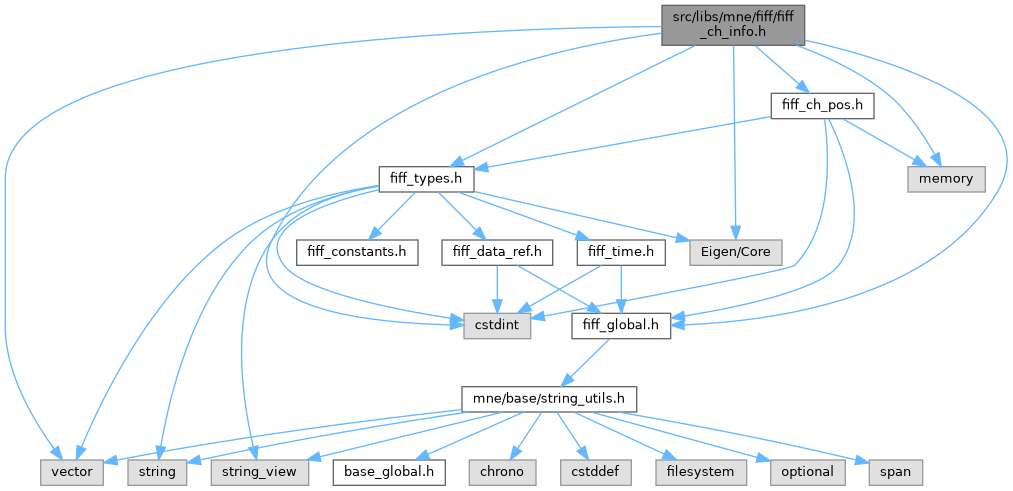 src/libs/mne/fiff/fiff
_ch_info.h
fiff_ch_pos.h
fiff_types.h
memory
fiff_constants.h
fiff_data_ref.h
fiff_time.h
Eigen/Core
cstdint
fiff_global.h
mne/base/string_utils.h
vector
string
string_view
base_global.h
chrono
cstddef
filesystem
optional
span